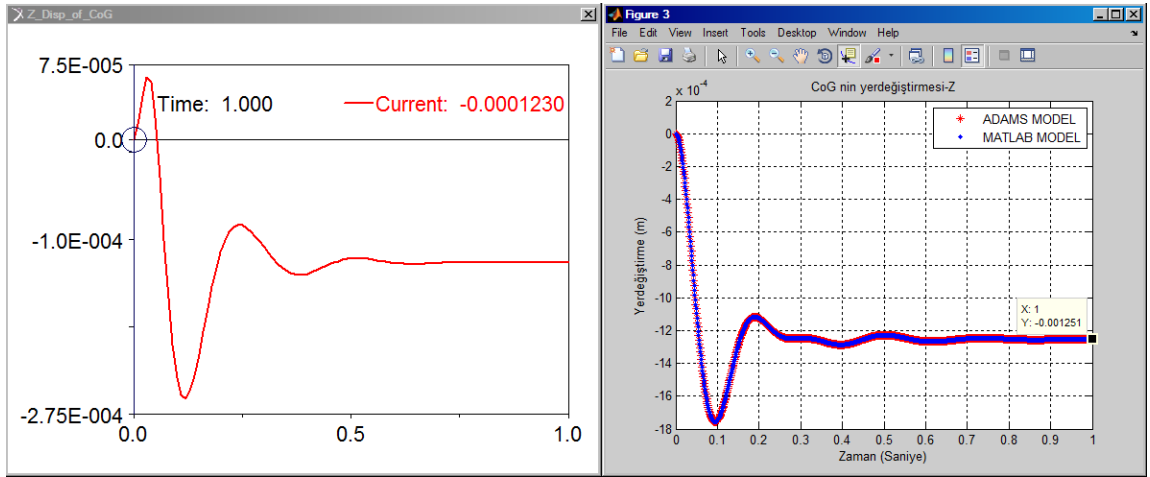 Z_Disp_of_CoG
7.5E-005
Time: 1.000
Current: -0.0001230
0.0
-1.0E-004
-2.75E-004
0.0 0.5 1.0
Figure 3
File Edit View Insert Tools Desktop Window Help
x 10^-4
CoG nin yerdeğiştirmesi-Z
ADAMS MODEL
MATLAB MODEL
Yerdeğiştirme (m)
2
0
-2
-4
-6
-8
-10
-12
-14
-16
-18
X: 1
Y: -0.001251
0 0.1 0.2 0.3 0.4 0.5 0.6 0.7 0.8 0.9 1
Zaman (Saniye)